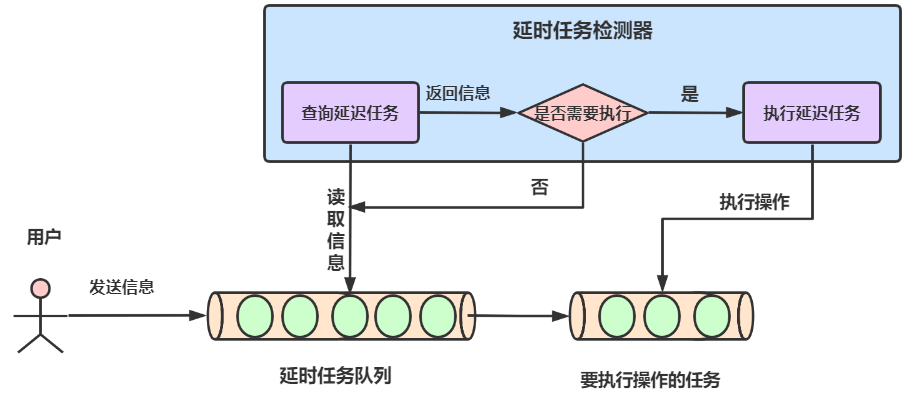 延时任务检测器
查询延迟任务
返回信息
是否需要执行
是
执行延迟任务
否
读取信息
执行操作
用户
发送信息
延时任务队列
要执行操作的任务